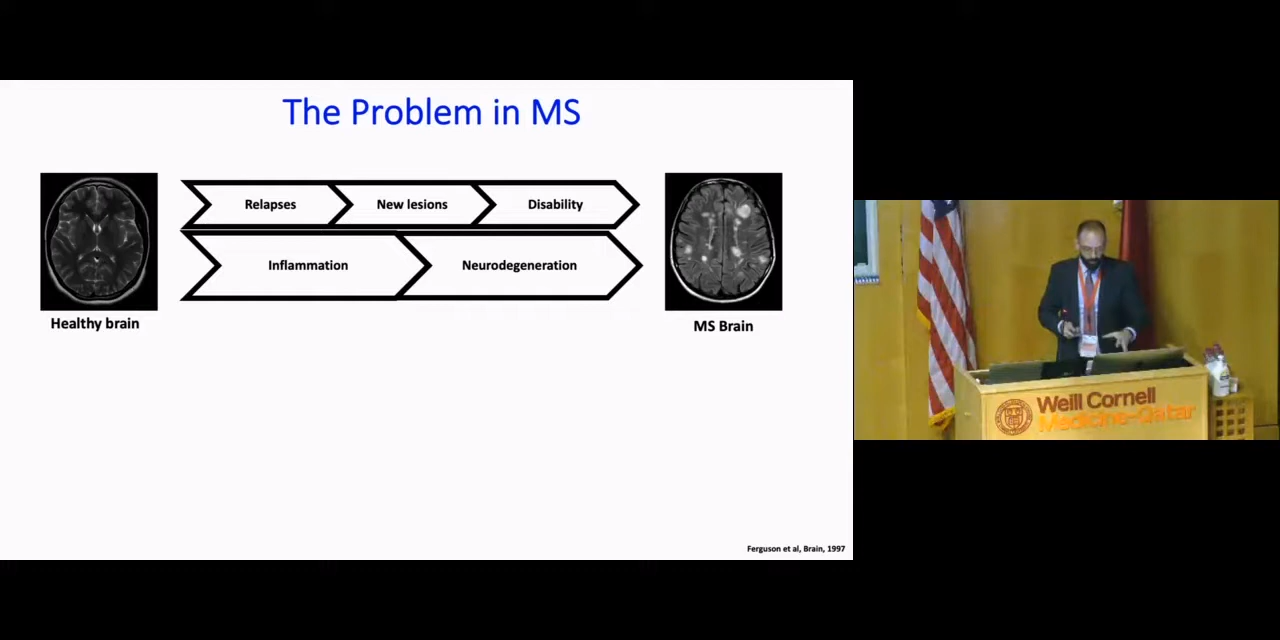 The Problem in MS
Relapses
New lesions
Disability
Inflammation
Neurodegeneration
Healthy brain
MS Brain
Ferguson et al, Brain, 1997
Weill Cornell
Medicine-Qatar